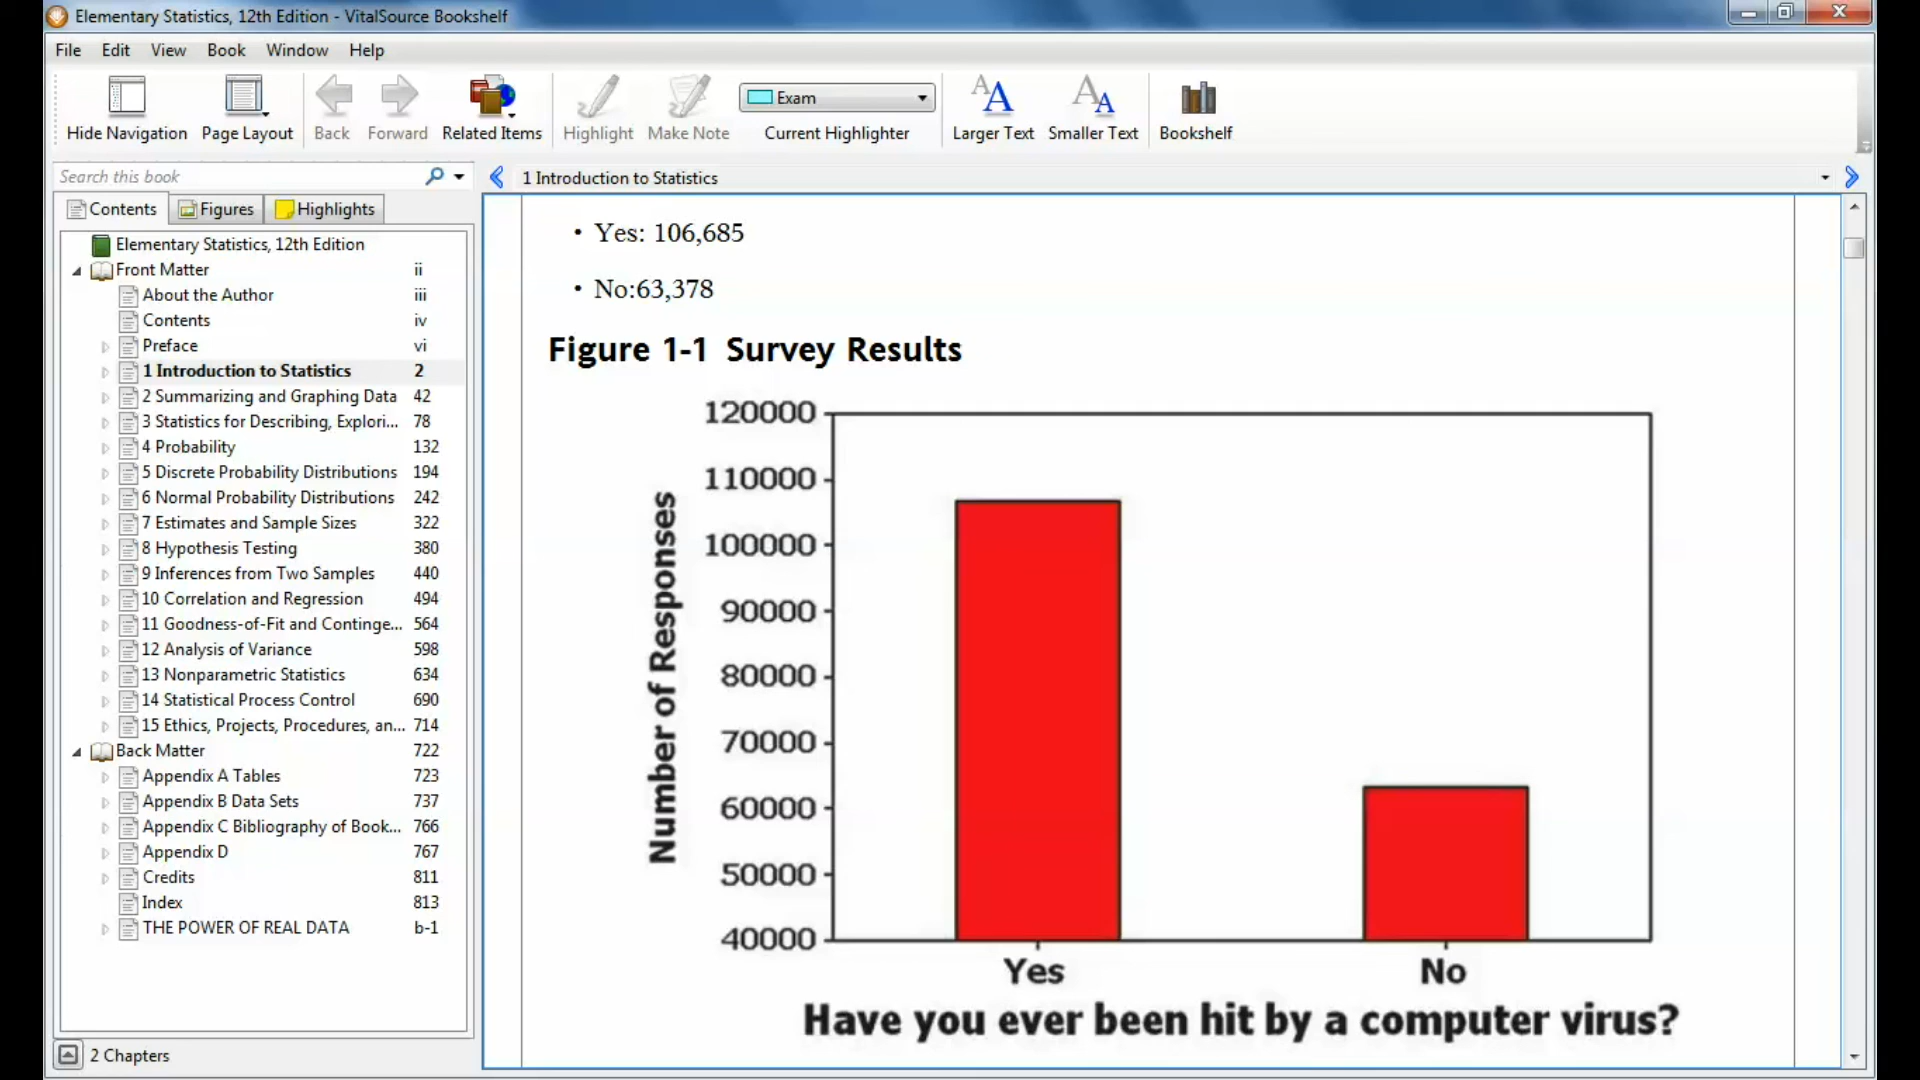 Elementary Statistics, 12th Edition - VitalSource Bookshelf
File Edit View Book Window Help
Hide Navigation Page Layout Back Forward Related Items Highlight Make Note Exam Current Highlighter Larger Text Smaller Text Bookshelf
Search this book
1 Introduction to Statistics
Contents Figures Highlights
Elementary Statistics, 12th Edition
Front Matter ii
About the Author iii
Contents iv
Preface vi
1 Introduction to Statistics 2
2 Summarizing and Graphing Data 42
3 Statistics for Describing, Explori... 78
4 Probability 132
5 Discrete Probability Distributions 194
6 Normal Probability Distributions 242
7 Estimates and Sample Sizes 322
8 Hypothesis Testing 380
9 Inferences from Two Samples 440
10 Correlation and Regression 494
11 Goodness-of-Fit and Continge... 564
12 Analysis of Variance 598
13 Nonparametric Statistics 634
14 Statistical Process Control 690
15 Ethics, Projects, Procedures, an... 714
Back Matter 722
Appendix A Tables 723
Appendix B Data Sets 737
Appendix C Bibliography of Book... 766
Appendix D 767
Credits 811
Index 813
THE POWER OF REAL DATA b-1
2 Chapters
• Yes: 106,685
• No:63,378
Figure 1-1 Survey Results
Number of Responses
120000
110000
100000
90000
80000
70000
60000
50000
40000
Yes No
Have you ever been hit by a computer virus?